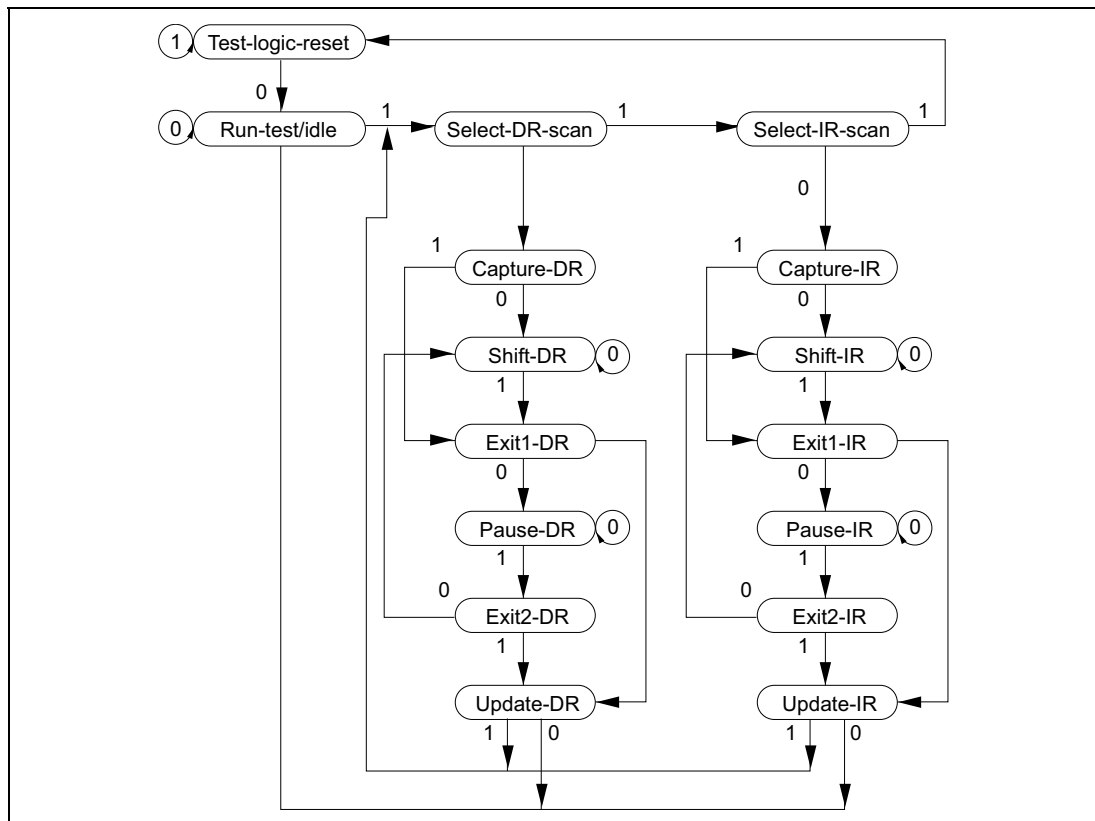 1 Test-logic-reset
0
0 Run-test/idle 1 Select-DR-scan 1 Select-IR-scan 1
0
1 1
Capture-DR Capture-IR
0 0
Shift-DR 0 Shift-IR 0
1 1
Exit1-DR Exit1-IR
0 0
Pause-DR 0 Pause-IR 0
1 1
0 0
Exit2-DR Exit2-IR
1 1
Update-DR Update-IR
1 0 1 0